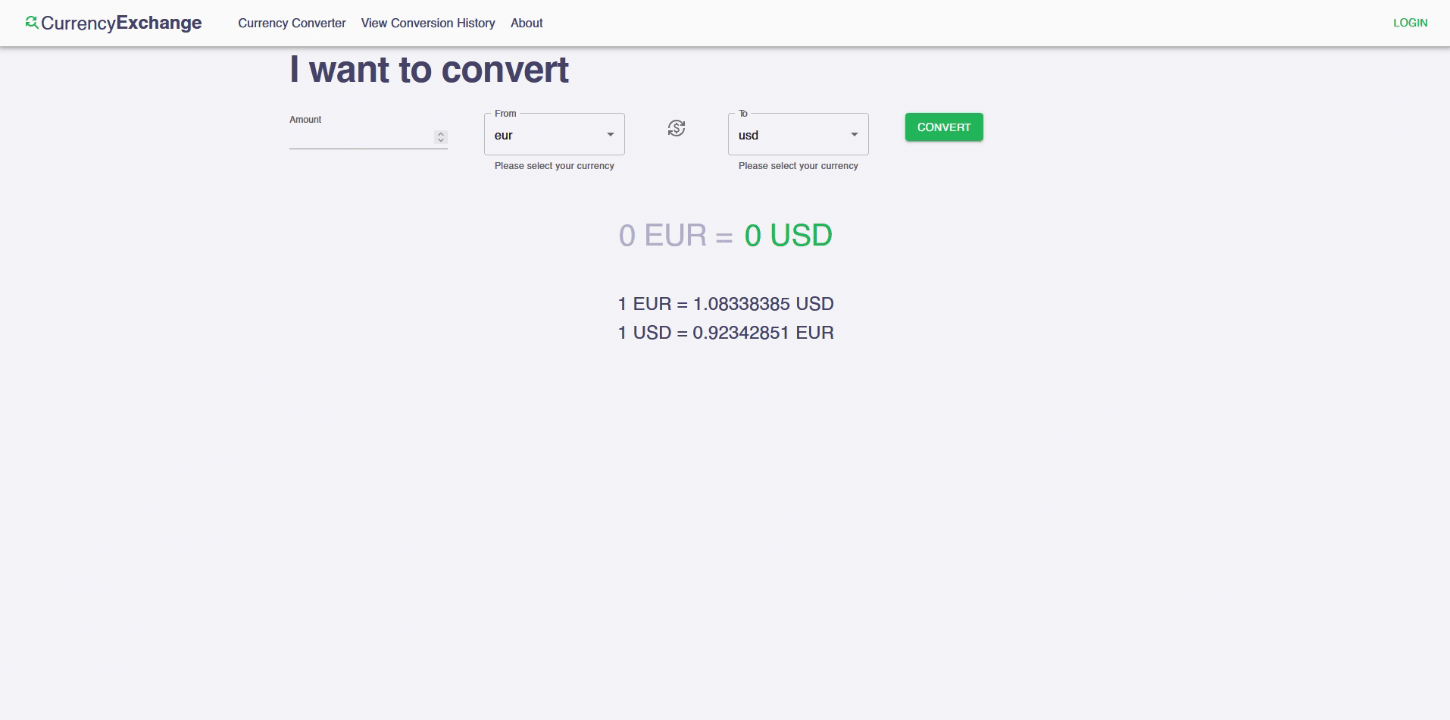 CurrencyExchange Currency Converter View Conversion History About LOGIN
I want to convert
Amount
From
To
eur
usd
CONVERT
Please select your currency
Please select your currency
0 EUR = 0 USD
1 EUR = 1.08338385 USD
1 USD = 0.92342851 EUR